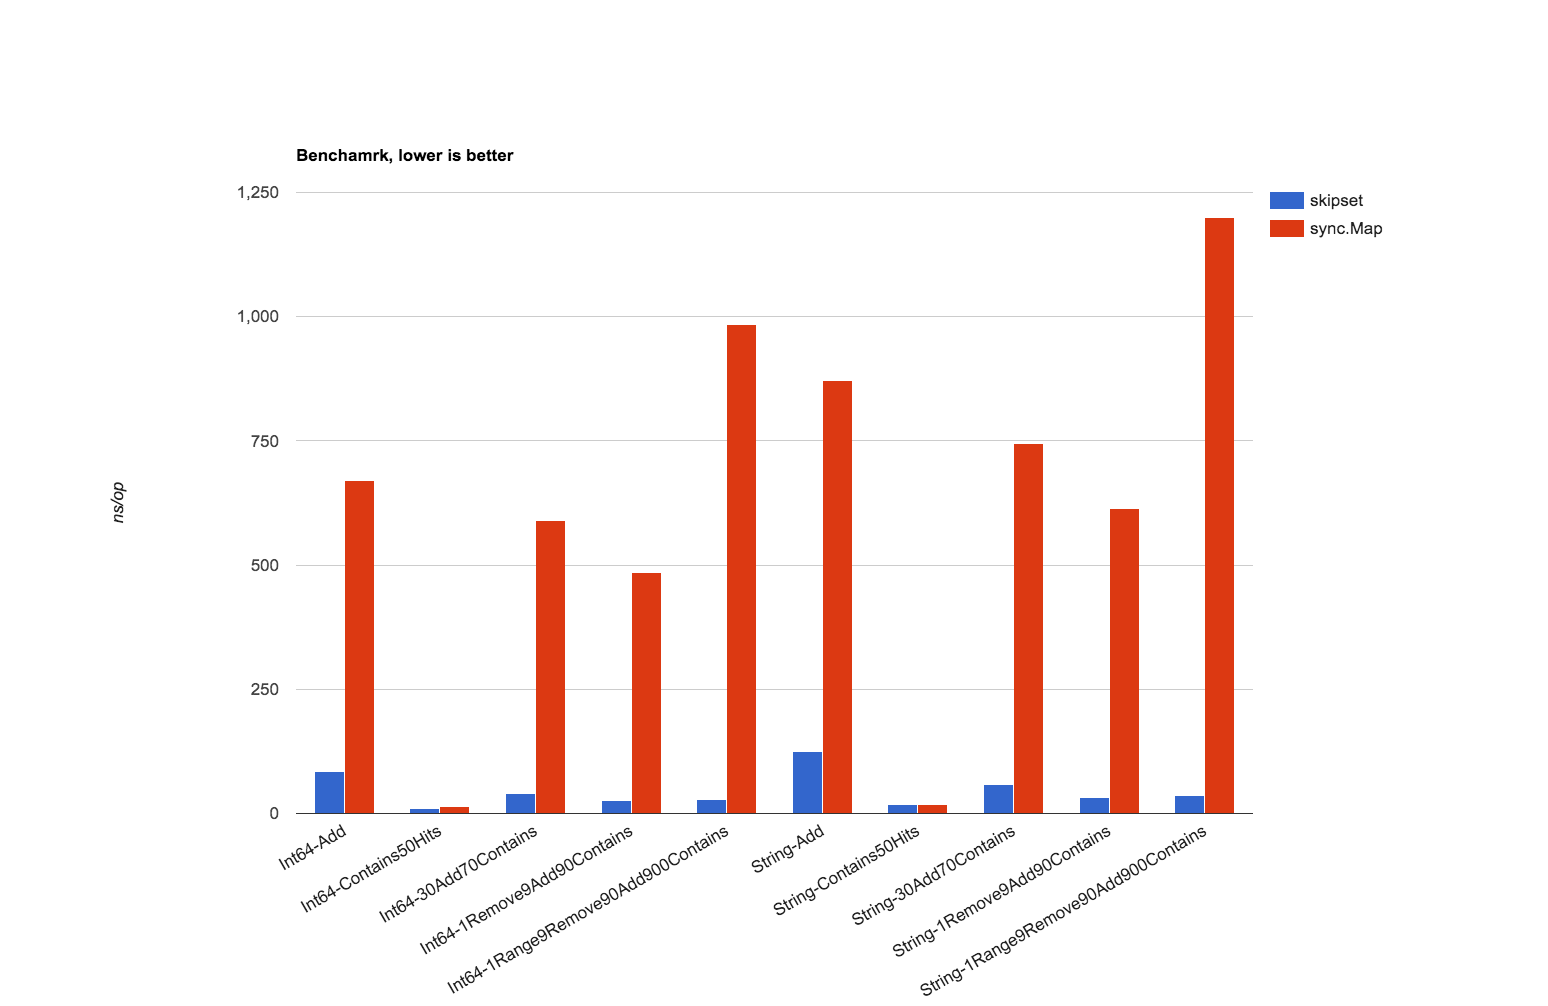 Benchamrk, lower is better
1,250
1,000
750
500
250
0
ns/op
skipset
sync.Map
Int64-Add
Int64-Contains50Hits
Int64-30Add70Contains
Int64-1Remove9Add90Contains
Int64-1Range9Remove90Add900Contains
String-Add
String-Contains50Hits
String-30Add70Contains
String-1Remove9Add90Contains
String-1Range9Remove90Add900Contains